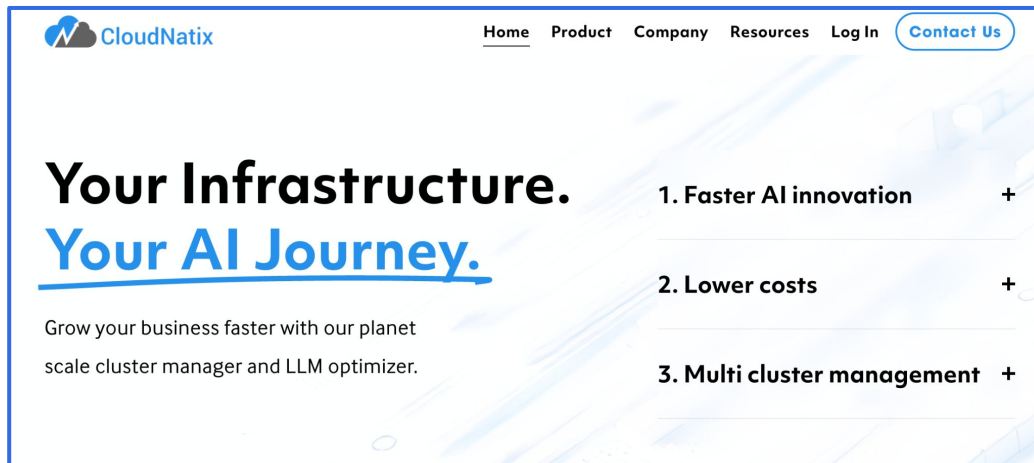 CloudNatix
Home Product Company Resources Log In Contact Us
Your Infrastructure.
Your AI Journey.
Grow your business faster with our planet
scale cluster manager and LLM optimizer.
1. Faster AI innovation +
2. Lower costs +
3. Multi cluster management +